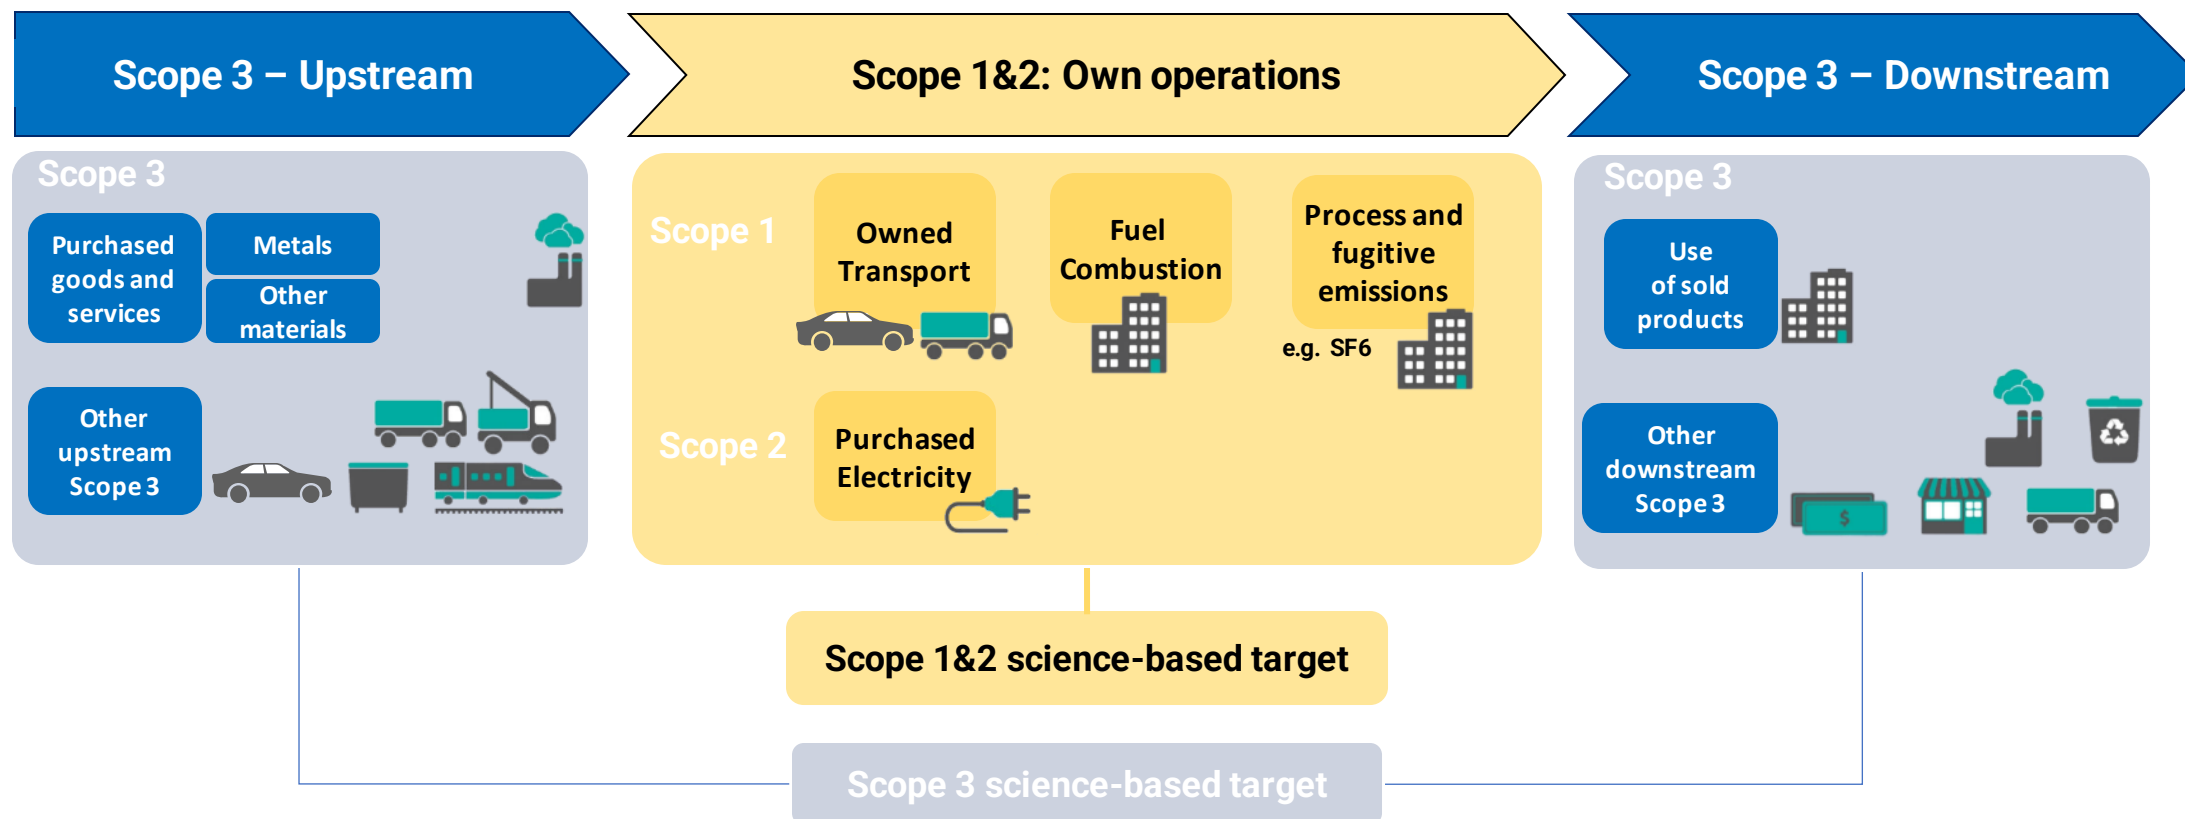 Scope 3 – Upstream
Scope 1&2: Own operations
Scope 3 – Downstream
Scope 3
Purchased
goods and
services
Metals
Other
materials
Other
upstream
Scope 3
Scope 1
Owned
Transport
Fuel
Combustion
Process and
fugitive
emissions
e.g. SF6
Scope 2
Purchased
Electricity
Scope 3
Use
of sold
products
Other
downstream
Scope 3
$
Scope 1&2 science-based target
Scope 3 science-based target